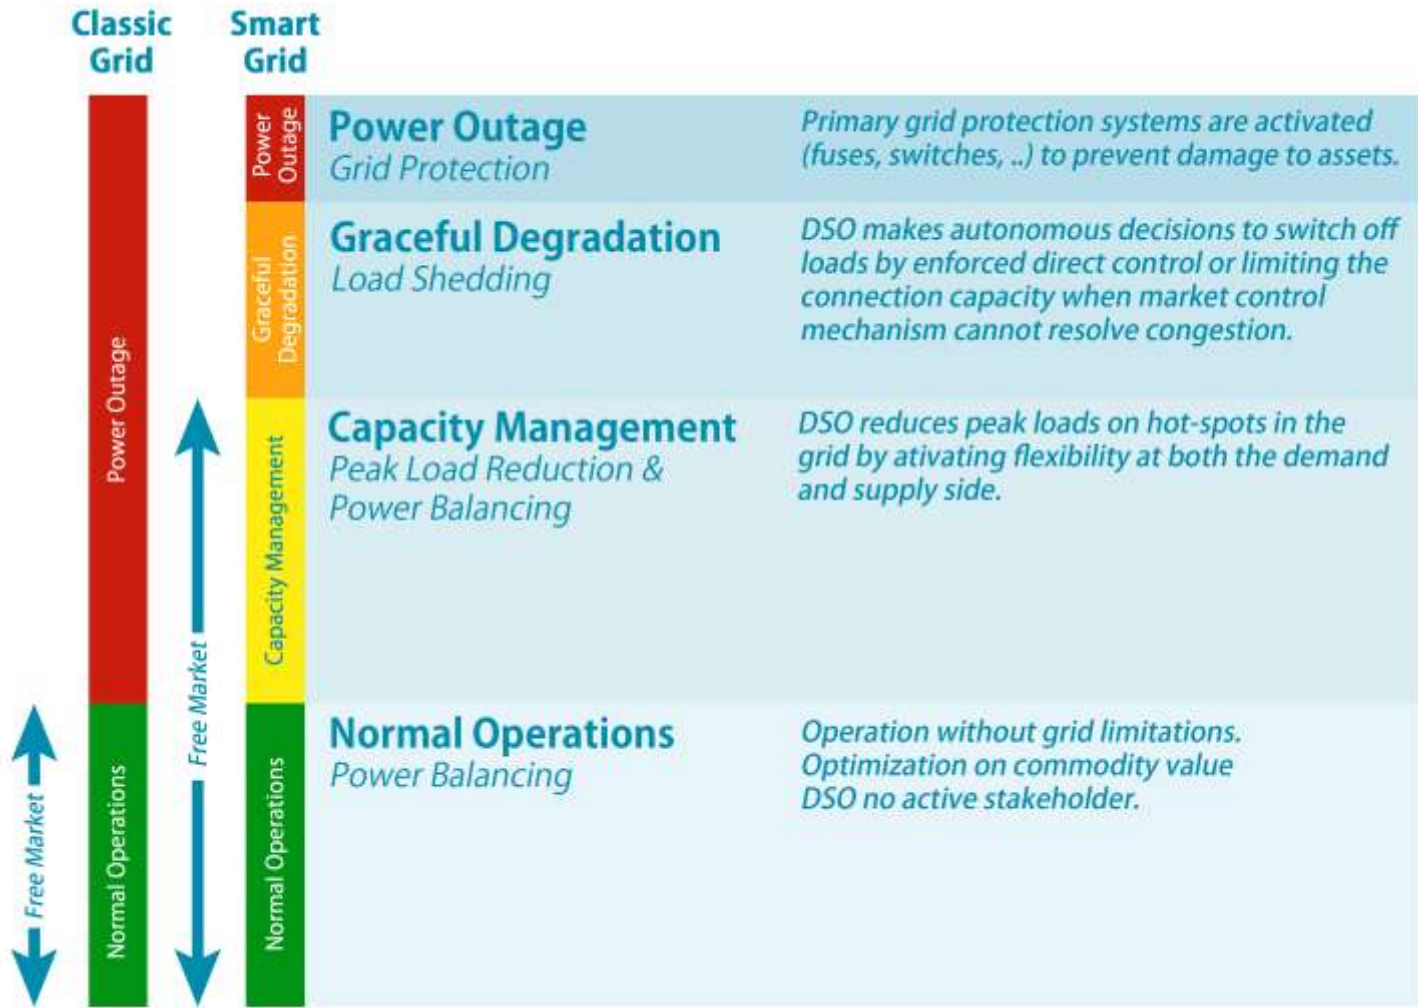 Classic
Grid
Smart
Grid
Power Outage
Normal Operations
Free Market
Free Market
Power
Outage
Graceful
Degradation
Capacity Management
Normal Operations
Power Outage
Grid Protection
Primary grid protection systems are activated
(fuses, switches, ..) to prevent damage to assets.
Graceful Degradation
Load Shedding
DSO makes autonomous decisions to switch off
loads by enforced direct control or limiting the
connection capacity when market control
mechanism cannot resolve congestion.
Capacity Management
Peak Load Reduction &
Power Balancing
DSO reduces peak loads on hot-spots in the
grid by ativating flexibility at both the demand
and supply side.
Normal Operations
Power Balancing
Operation without grid limitations.
Optimization on commodity value
DSO no active stakeholder.